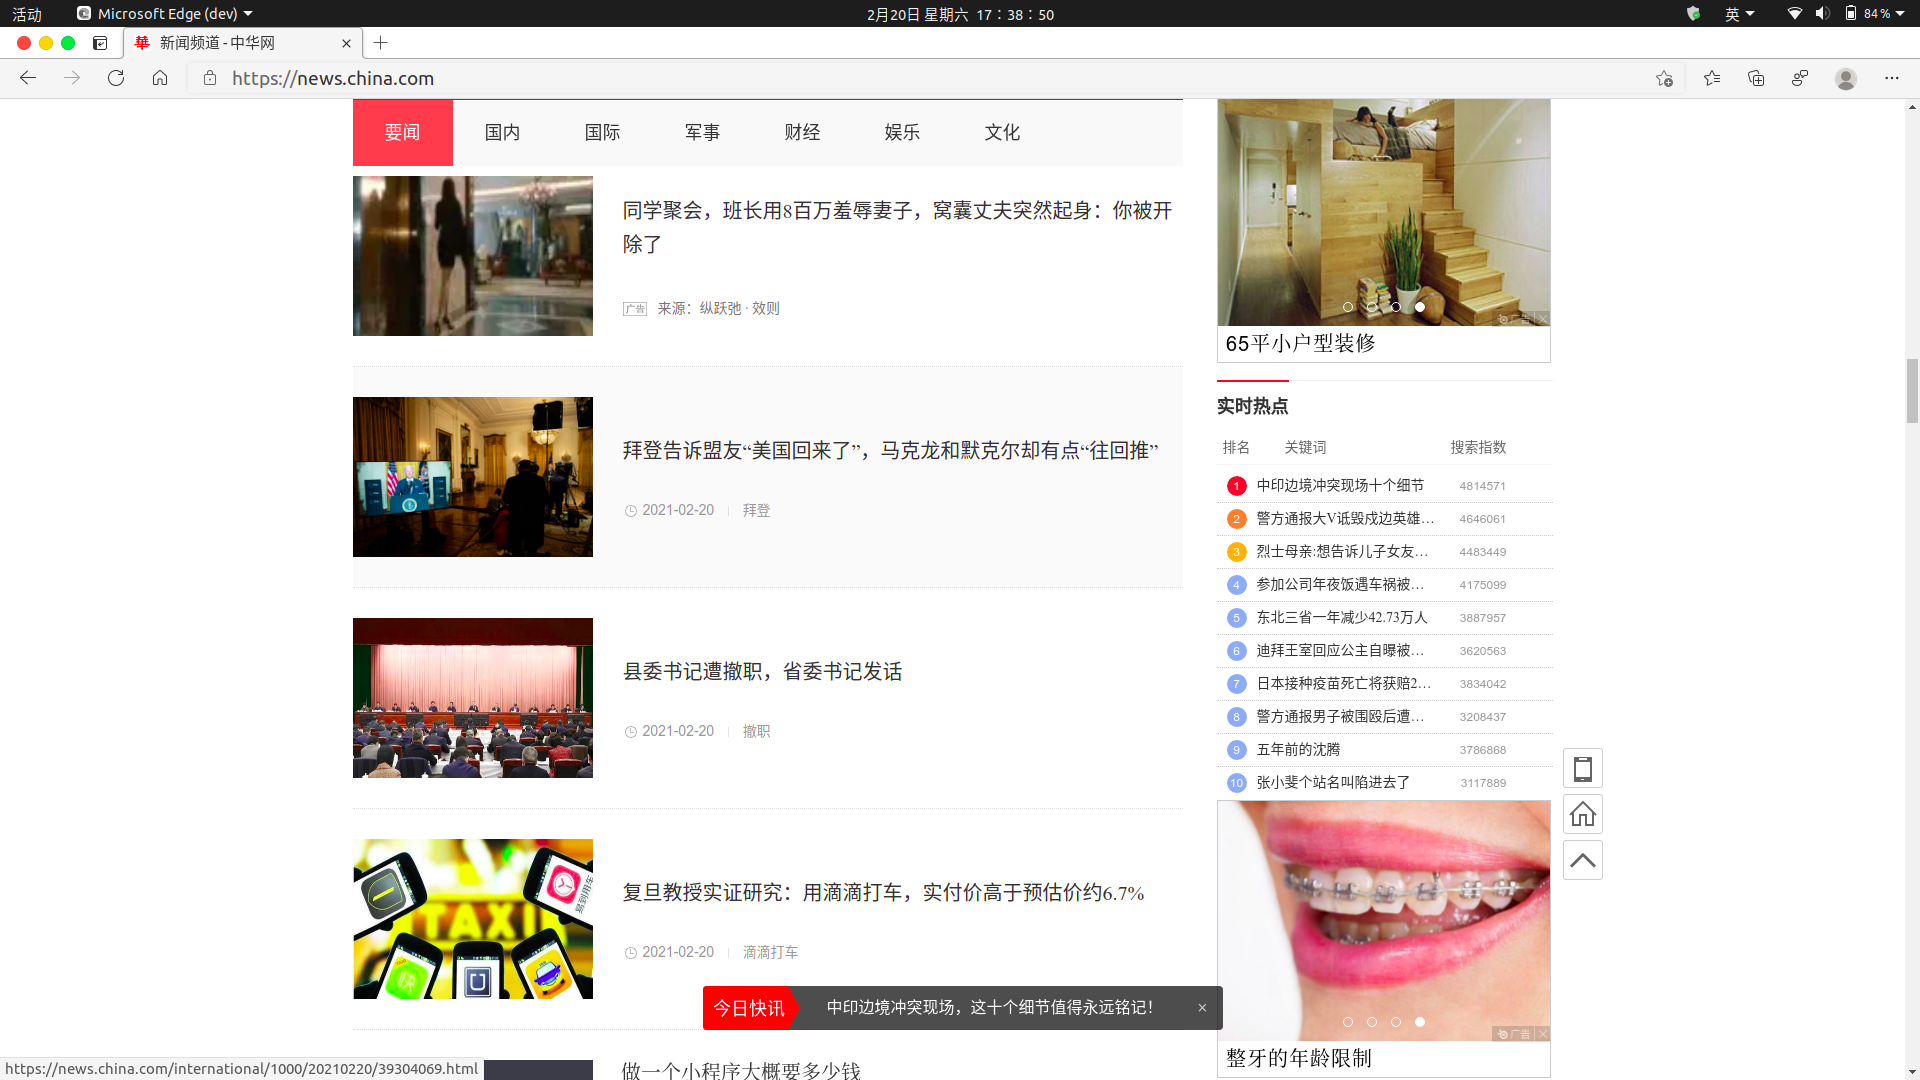 活动
Microsoft Edge (dev)
2月20日 星期六 17:38:50
英
84%
新闻频道 - 中华网
https://news.china.com
要闻 国内 国际 军事 财经 娱乐 文化
同学聚会，班长用8百万羞辱妻子，窝囊丈夫突然起身：你被开
除了
广告 来源：纵跃弛 · 效则
拜登告诉盟友“美国回来了”，马克龙和默克尔却有点“往回推”
2021-02-20 拜登
县委书记遭撤职，省委书记发话
2021-02-20 撤职
复旦教授实证研究：用滴滴打车，实付价高于预估价约6.7%
2021-02-20 滴滴打车
TAXI
易到用车
做一个小程序大概要多少钱
今日快讯 中印边境冲突现场，这十个细节值得永远铭记！
https://news.china.com/international/1000/20210220/39304069.html
广告
65平小户型装修
实时热点
排名 关键词 搜索指数
1 中印边境冲突现场十个细节 4814571
2 警方通报大V诋毁戍边英雄… 4646061
3 烈士母亲:想告诉儿子女友… 4483449
4 参加公司年夜饭遇车祸被… 4175099
5 东北三省一年减少42.73万人 3887957
6 迪拜王室回应公主自曝被… 3620563
7 日本接种疫苗死亡将获赔2… 3834042
8 警方通报男子被围殴后遭… 3208437
9 五年前的沈腾 3786868
10 张小斐个站名叫陷进去了 3117889
广告
整牙的年龄限制